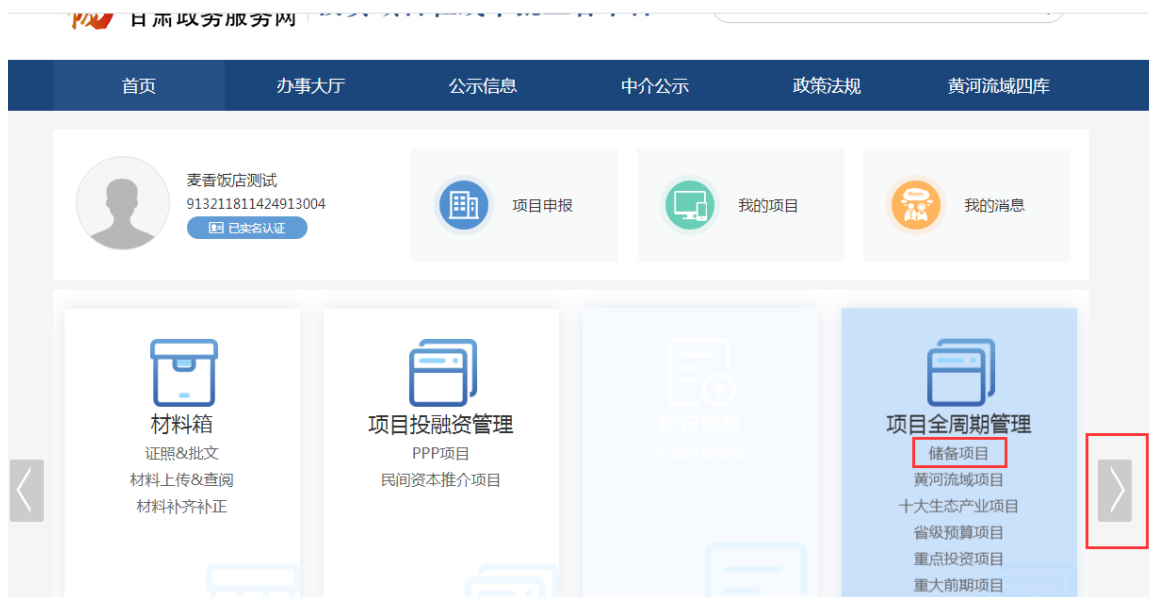 甘肃政务服务网
首页 办事大厅 公示信息 中介公示 政策法规 黄河流域四库
麦香饭店测试
913211811424913004
已实名认证
项目申报
我的项目
我的消息
材料箱
证照&批文
材料上传&查阅
材料补齐补正
项目投融资管理
PPP项目
民间资本推介项目
建设信息
项目全周期管理
储备项目
黄河流域项目
十大生态产业项目
省级预算项目
重点投资项目
重大前期项目